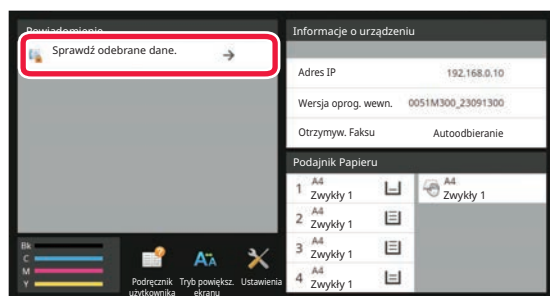 Powiadomienie
Sprawdź odebrane dane.
Informacje o urządzeniu
Adres IP 192.168.0.10
Wersja oprog. wewn. 0051M300_23091300
Otrzymyw. Faksu Autoodbieranie
Podajnik Papieru
1 A4
Zwykły 1
A4
Zwykły 1
2 A4
Zwykły 1
3 A4
Zwykły 1
4 A4
Zwykły 1
Bk
C
M
Y
Podręcznik
użytkownika
Tryb powiększ.
ekranu
Ustawienia